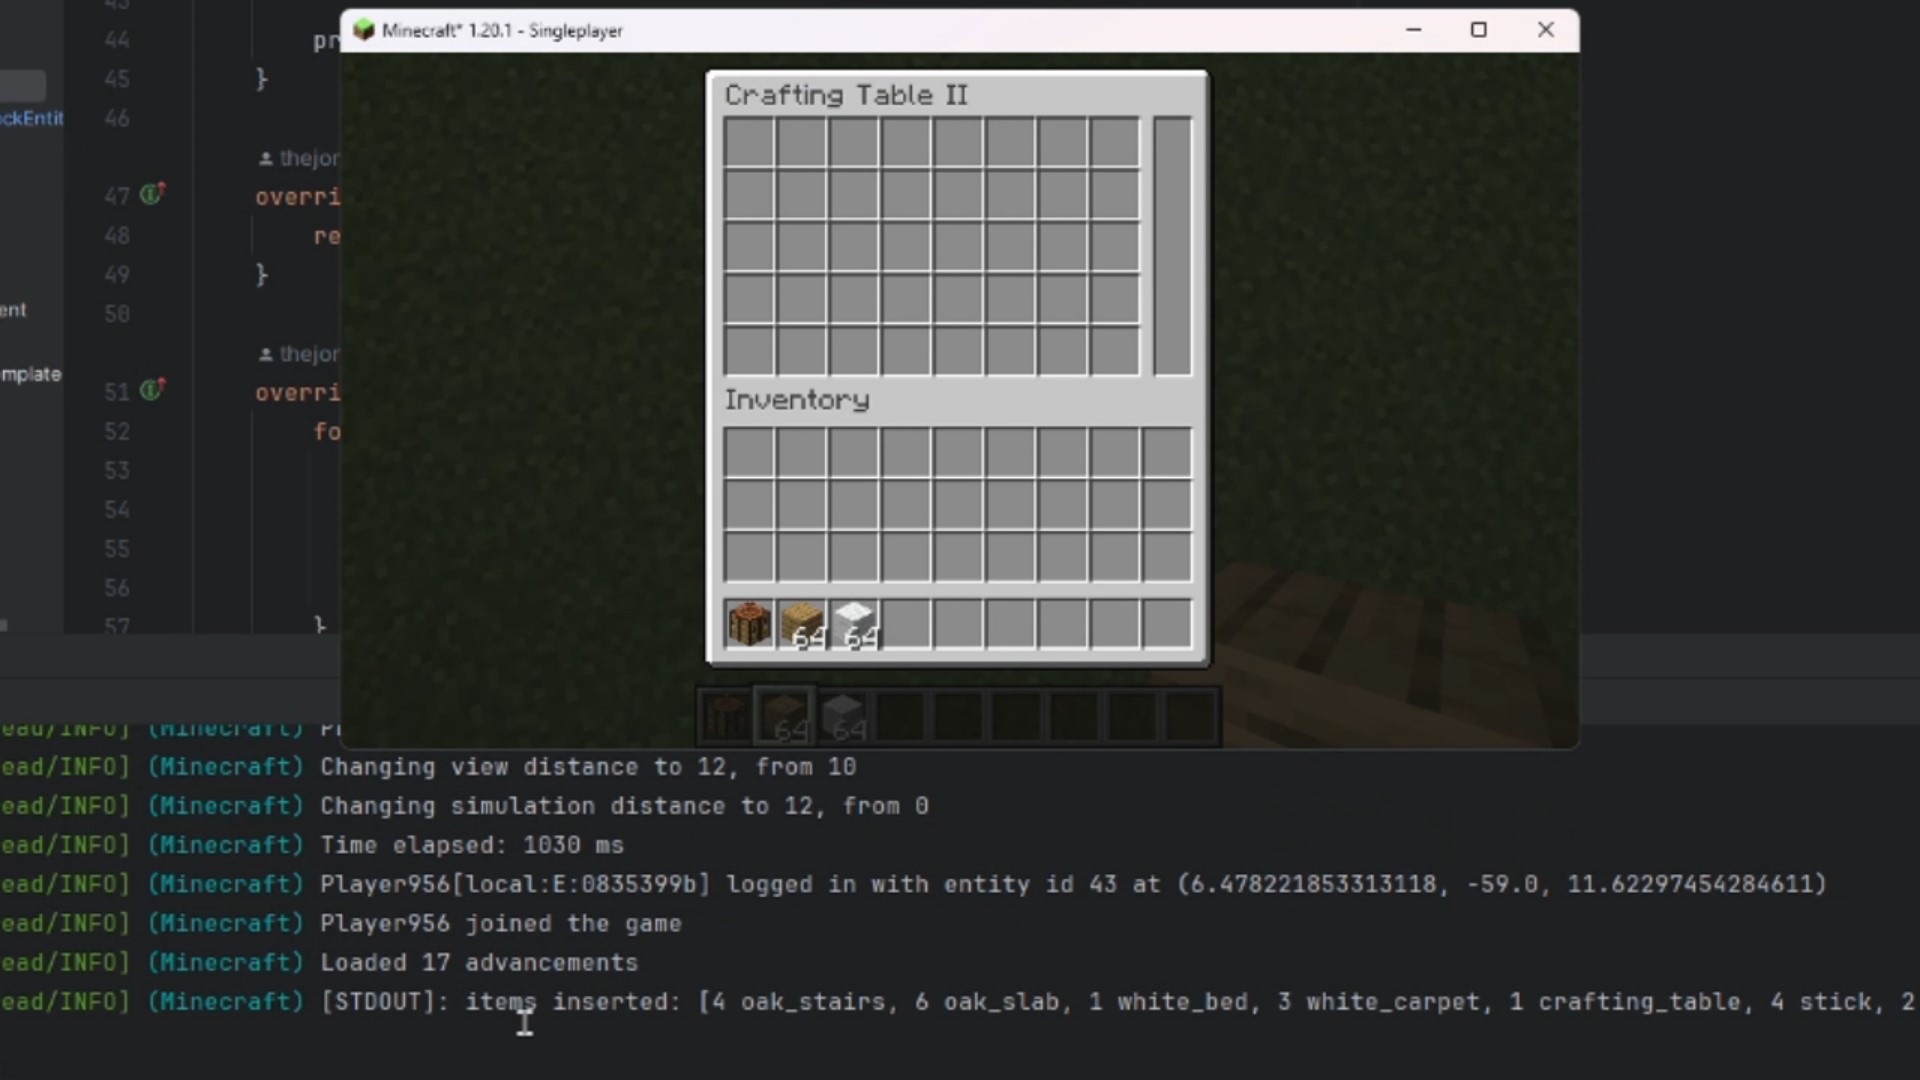 43
44 pr
45 }
ckEntit
46
thejor
47 overri
48 re
49 }
ent
50
thejor
mplate
51 overri
52 fo
53
54
55
56
57 }
Minecraft* 1.20.1 - Singleplayer
Crafting Table II
Inventory
64 64
64 64
ead/INFO] (Minecraft)
ead/INFO] (Minecraft) Changing view distance to 12, from 10
ead/INFO] (Minecraft) Changing simulation distance to 12, from 0
ead/INFO] (Minecraft) Time elapsed: 1030 ms
ead/INFO] (Minecraft) Player956[local:E:0835399b] logged in with entity id 43 at (6.478221853313118, -59.0, 11.62297454284611)
ead/INFO] (Minecraft) Player956 joined the game
ead/INFO] (Minecraft) Loaded 17 advancements
ead/INFO] (Minecraft) [STDOUT]: items inserted: [4 oak_stairs, 6 oak_slab, 1 white_bed, 3 white_carpet, 1 crafting_table, 4 stick, 2